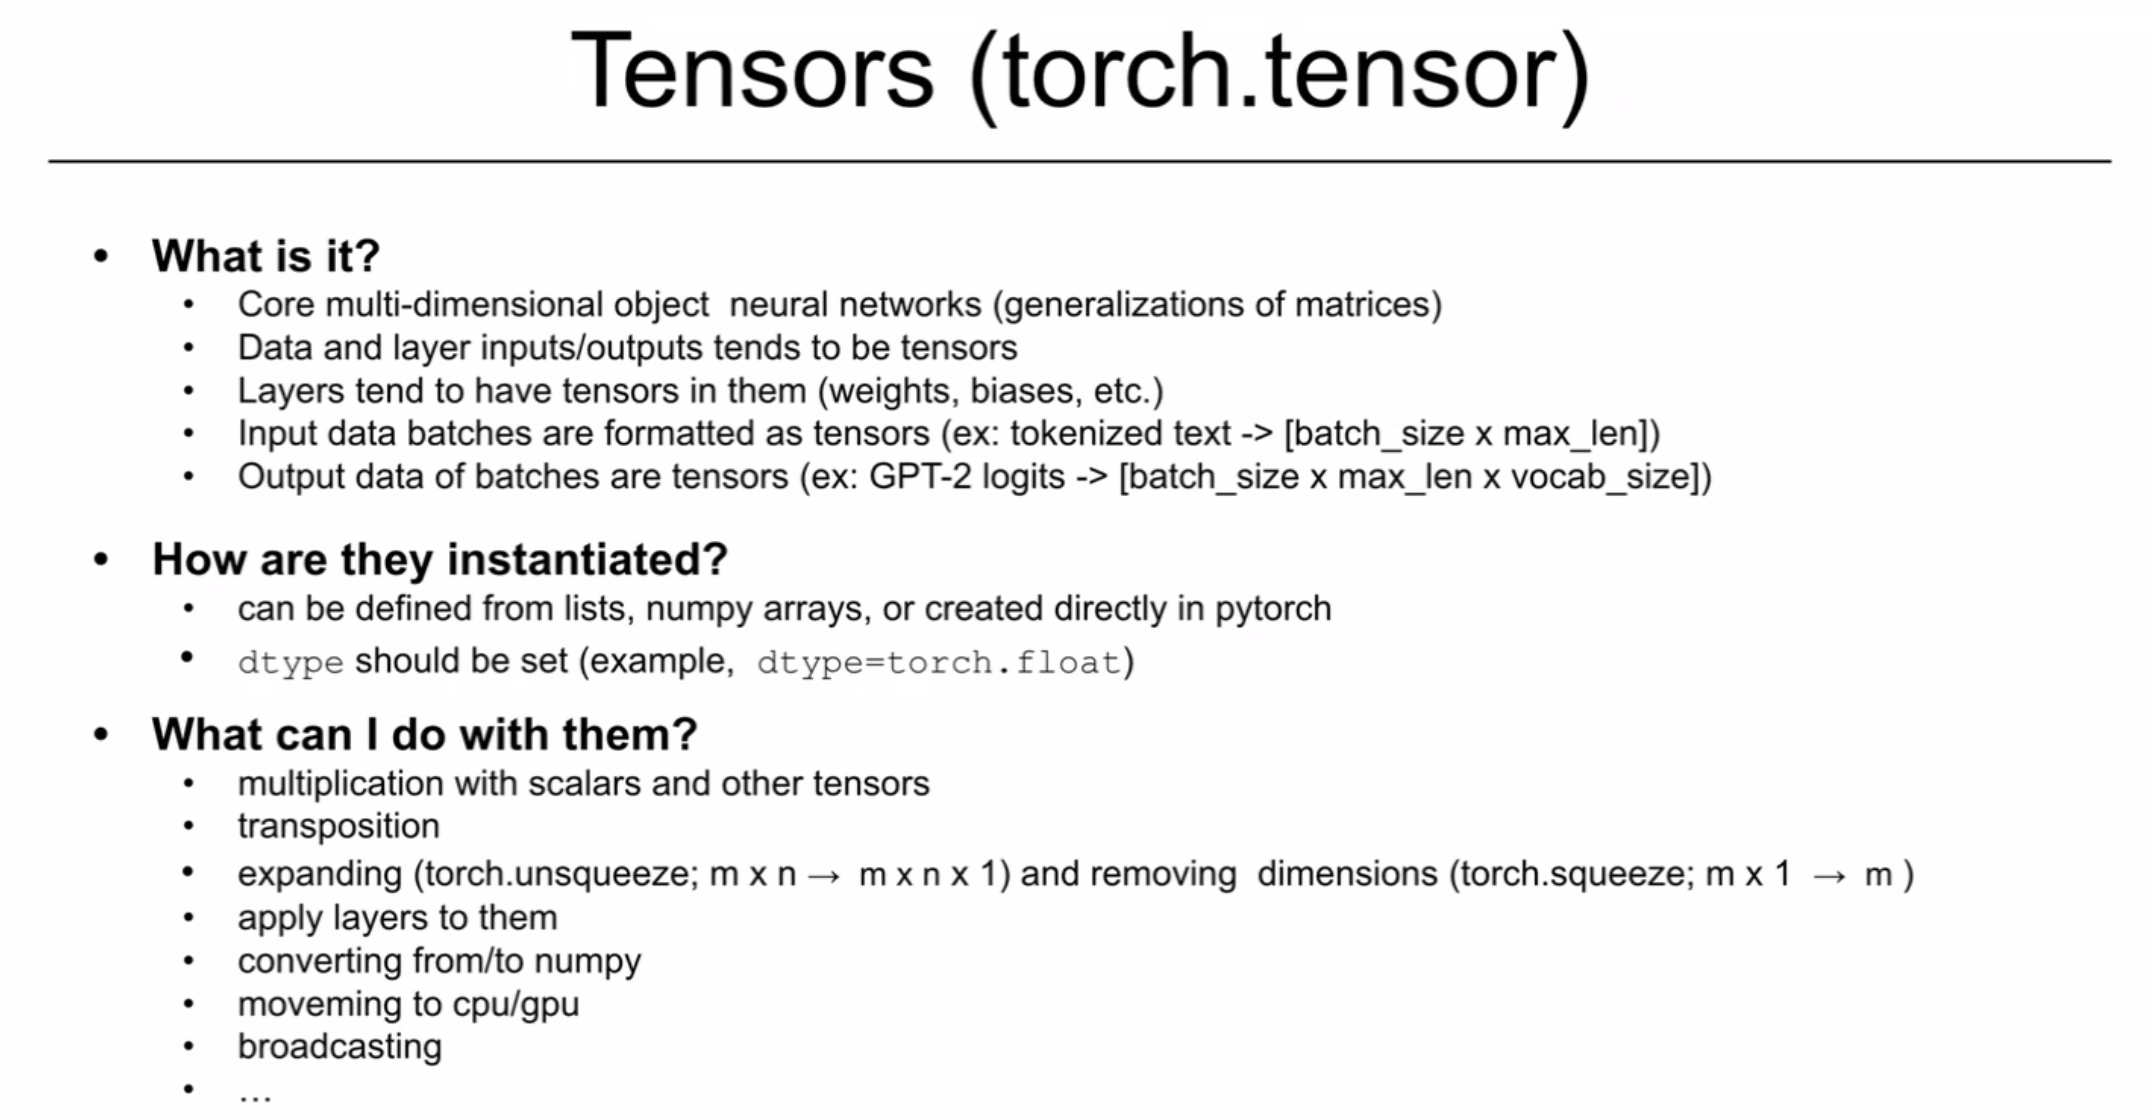 Tensors (torch.tensor)
• What is it?
• Core multi-dimensional object  neural networks (generalizations of matrices)
• Data and layer inputs/outputs tends to be tensors
• Layers tend to have tensors in them (weights, biases, etc.)
• Input data batches are formatted as tensors (ex: tokenized text -> [batch_size x max_len])
• Output data of batches are tensors (ex: GPT-2 logits -> [batch_size x max_len x vocab_size])
• How are they instantiated?
• can be defined from lists, numpy arrays, or created directly in pytorch
• dtype should be set (example, dtype=torch.float)
• What can I do with them?
• multiplication with scalars and other tensors
• transposition
• expanding (torch.unsqueeze; m x n → m x n x 1) and removing  dimensions (torch.squeeze; m x 1 → m )
• apply layers to them
• converting from/to numpy
• moveming to cpu/gpu
• broadcasting
• ...